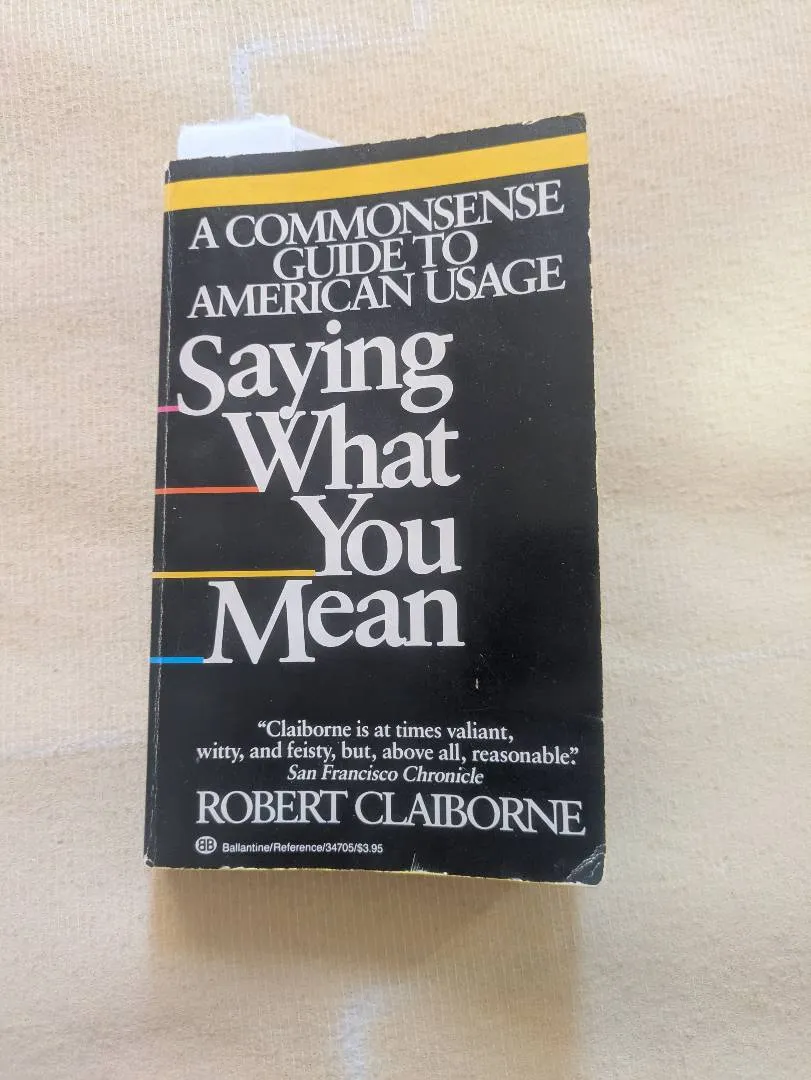 A COMMONSENSE
GUIDE TO
AMERICAN USAGE
Saying
What
You
Mean
“Claiborne is at times valiant,
witty, and feisty, but, above all, reasonable.”
San Francisco Chronicle
ROBERT CLAIBORNE
BB Ballantine/Reference/34705/$3.95